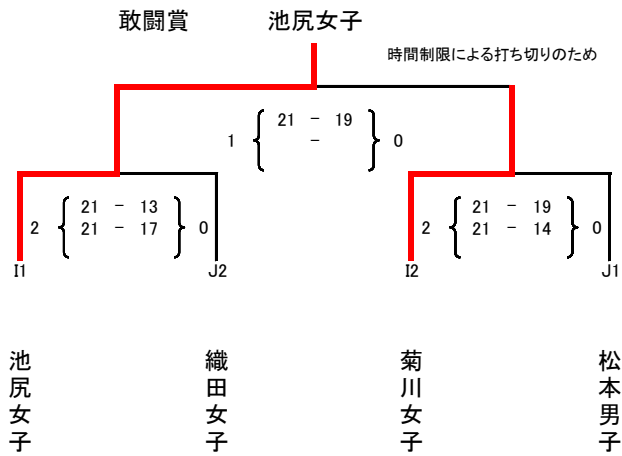 敢闘賞 池尻女子
時間制限による打ち切りのため
21 － 19
1 { － } 0
21 － 13 21 － 19
2 { 21 － 17 } 0 2 { 21 － 14 } 0
I1 J2 I2 J1
池尻女子
織田女子
菊川女子
松本男子